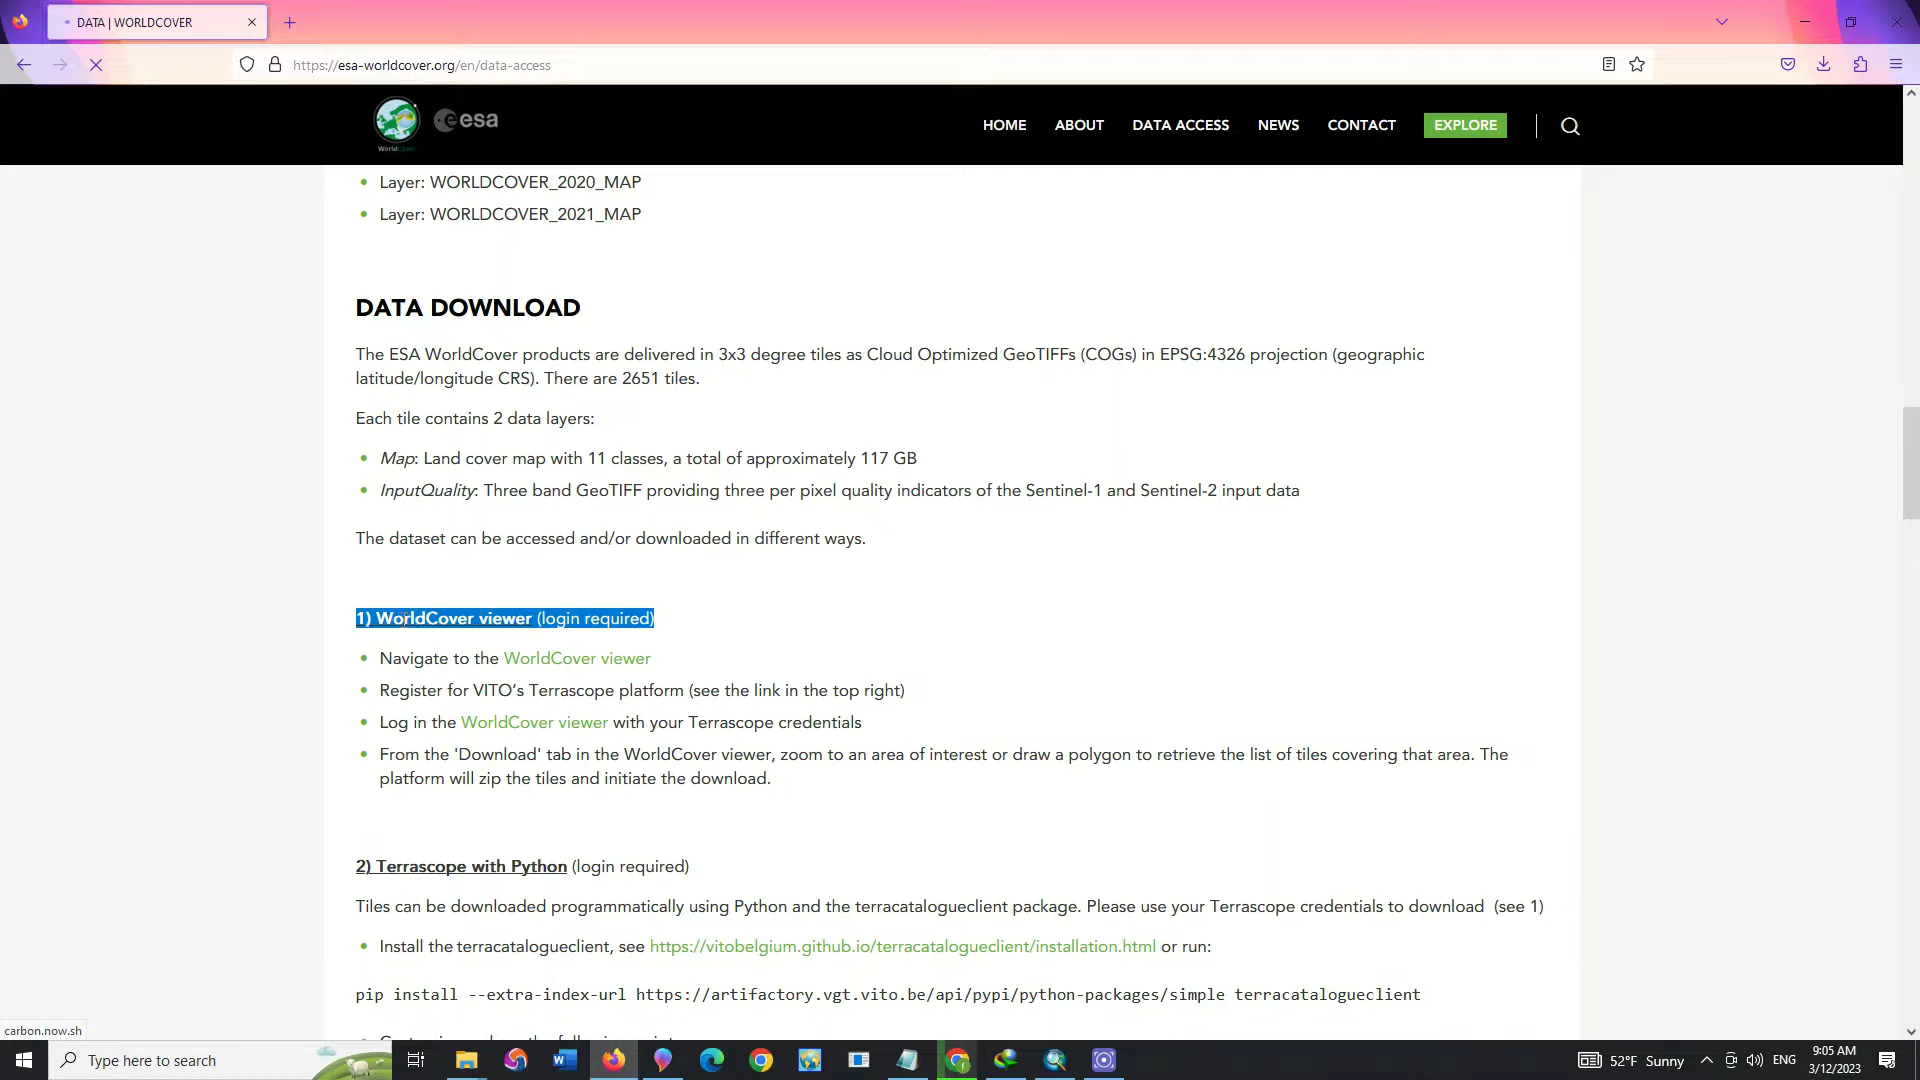 DATA | WORLDCOVER
https://esa-worldcover.org/en/data-access
WorldCover
esa
HOME
ABOUT
DATA ACCESS
NEWS
CONTACT
EXPLORE
Layer: WORLDCOVER_2020_MAP
Layer: WORLDCOVER_2021_MAP
DATA DOWNLOAD
The ESA WorldCover products are delivered in 3x3 degree tiles as Cloud Optimized GeoTIFFs (COGs) in EPSG:4326 projection (geographic
latitude/longitude CRS). There are 2651 tiles.
Each tile contains 2 data layers:
Map: Land cover map with 11 classes, a total of approximately 117 GB
InputQuality: Three band GeoTIFF providing three per pixel quality indicators of the Sentinel-1 and Sentinel-2 input data
The dataset can be accessed and/or downloaded in different ways.
1) WorldCover viewer (login required)
Navigate to the WorldCover viewer
Register for VITO’s Terrascope platform (see the link in the top right)
Log in the WorldCover viewer with your Terrascope credentials
From the 'Download' tab in the WorldCover viewer, zoom to an area of interest or draw a polygon to retrieve the list of tiles covering that area. The
platform will zip the tiles and initiate the download.
2) Terrascope with Python (login required)
Tiles can be downloaded programmatically using Python and the terracatalogueclient package. Please use your Terrascope credentials to download (see 1)
Install the terracatalogueclient, see https://vitobelgium.github.io/terracatalogueclient/installation.html or run:
pip install --extra-index-url https://artifactory.vgt.vito.be/api/pypi/python-packages/simple terracatalogueclient
carbon.now.sh
Type here to search
52°F Sunny
ENG
9:05 AM
3/12/2023